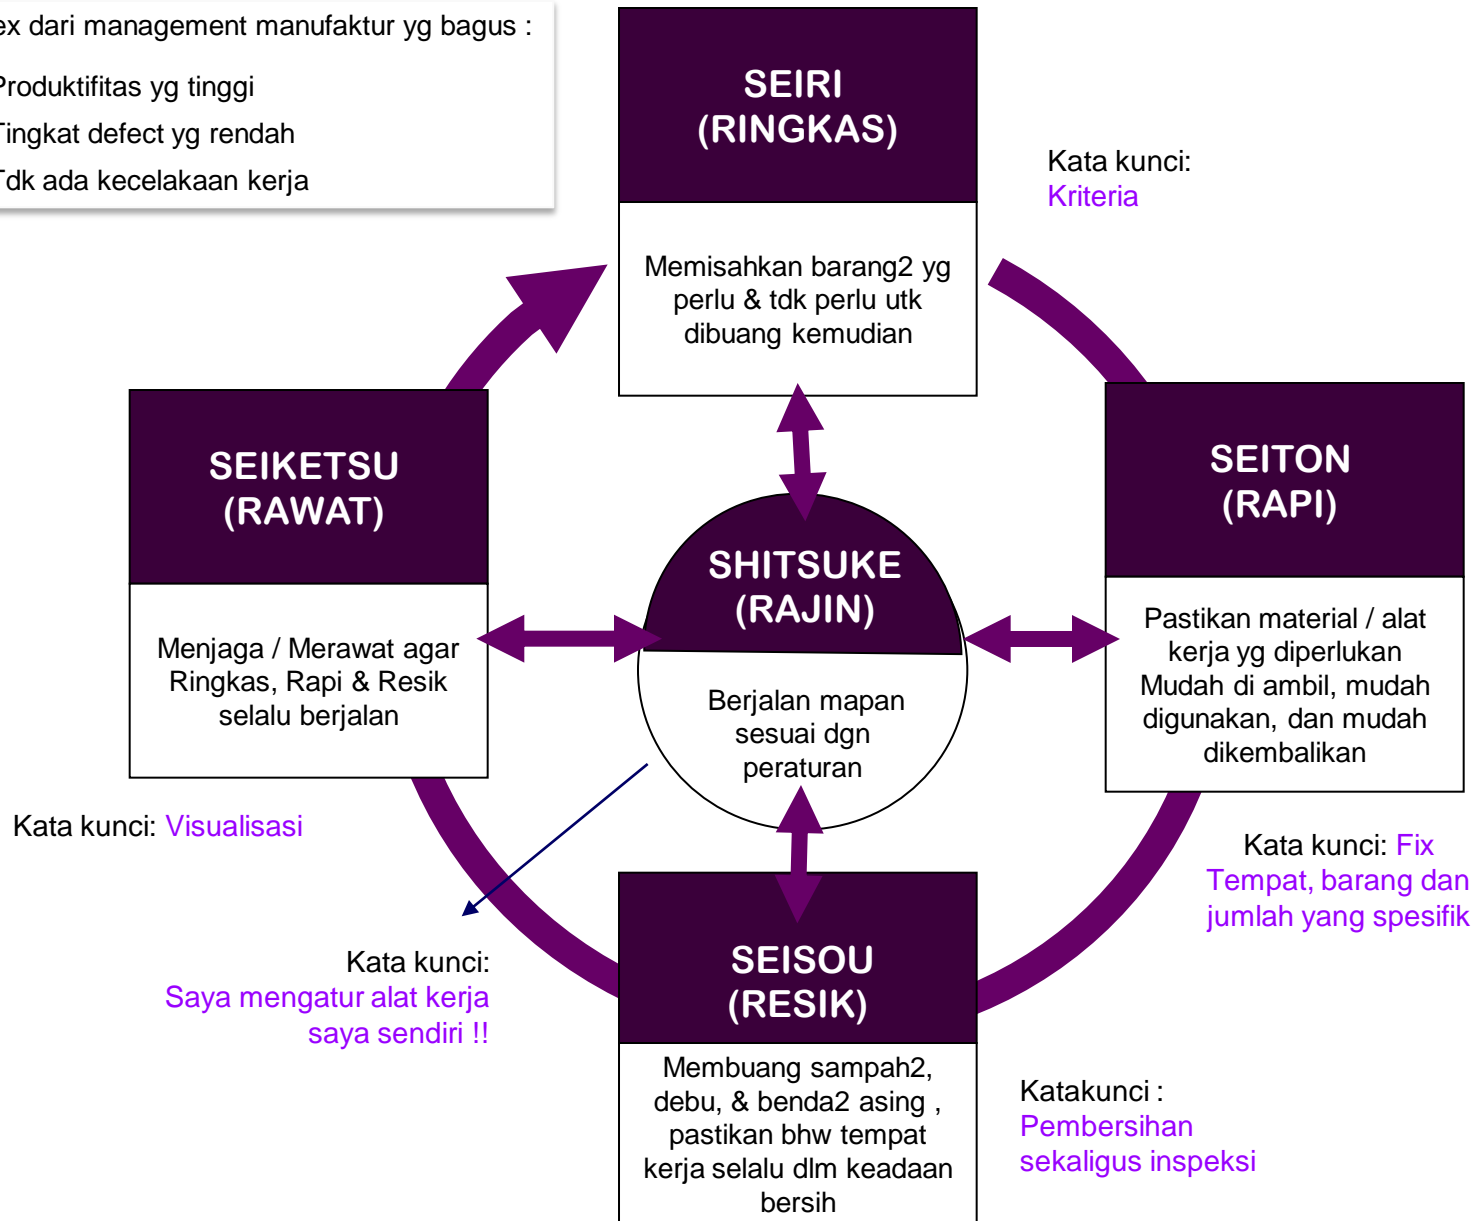 ex dari management manufaktur yg bagus :
Produktifitas yg tinggi
Tingkat defect yg rendah
Tdk ada kecelakaan kerja
SEIRI
(RINGKAS)
Memisahkan barang2 yg
perlu & tdk perlu utk
dibuang kemudian
Kata kunci:
Kriteria
SEIKETSU
(RAWAT)
Menjaga / Merawat agar
Ringkas, Rapi & Resik
selalu berjalan
Kata kunci: Visualisasi
SHITSUKE
(RAJIN)
Berjalan mapan
sesuai dgn
peraturan
Kata kunci:
Saya mengatur alat kerja
saya sendiri !!
SEITON
(RAPI)
Pastikan material / alat
kerja yg diperlukan
Mudah di ambil, mudah
digunakan, dan mudah
dikembalikan
Kata kunci: Fix
Tempat, barang dan
jumlah yang spesifik
SEISOU
(RESIK)
Membuang sampah2,
debu, & benda2 asing ,
pastikan bhw tempat
kerja selalu dlm keadaan
bersih
Katakunci :
Pembersihan
sekaligus inspeksi